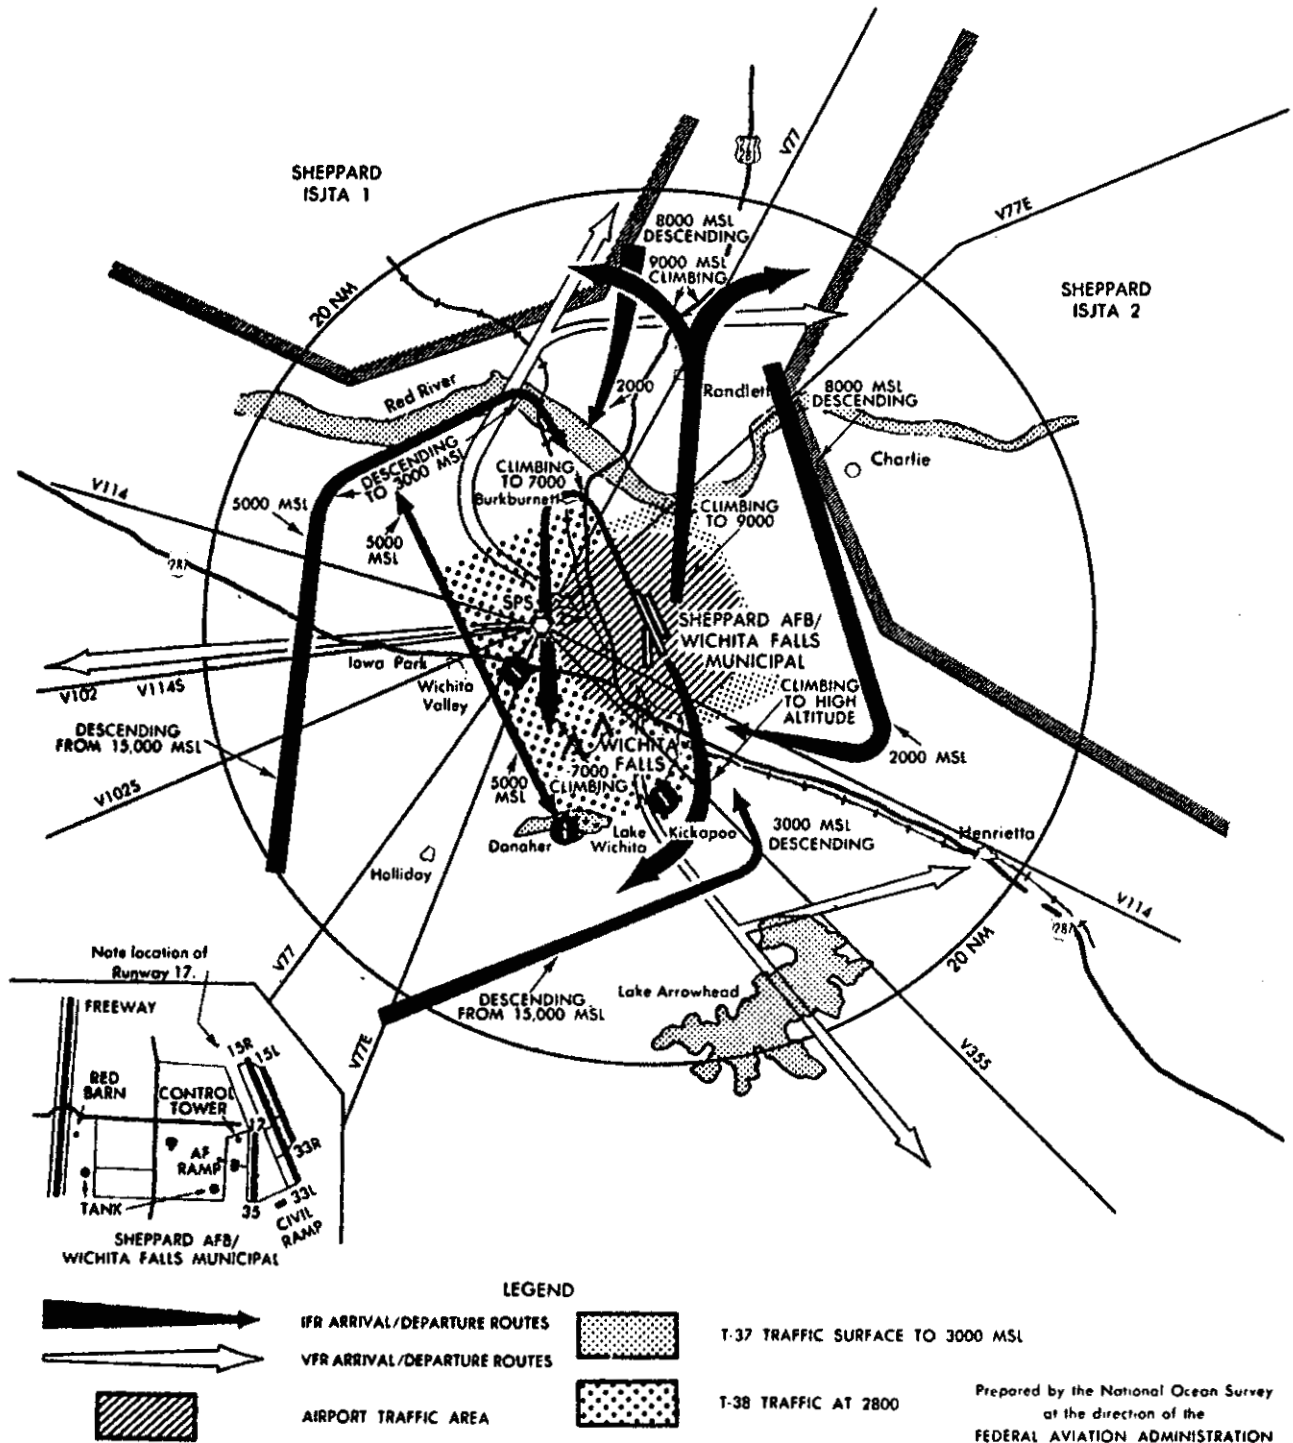 SHEPPARD
ISJTA 1
281
V77
V77E
8000 MSL
DESCENDING
9000 MSL
CLIMBING
SHEPPARD
ISJTA 2
20 NM
Red River
2000
Randlett
8000 MSL
DESCENDING
Charlie
DESCENDING
TO 3000 MSL
CLIMBING
TO 7000
Burkburnett
V114
5000 MSL
5000
MSL
CLIMBING
TO 9000
287
SPS
SHEPPARD AFB/
WICHITA FALLS
MUNICIPAL
Iowa Park
Wichita
Valley
V102
V114S
CLIMBING
TO HIGH
ALTITUDE
DESCENDING
FROM 15,000 MSL
WICHITA
FALLS
2000 MSL
7000
CLIMBING
5000
MSL
V102S
Danaher
Lake
Wichita
Kickapoo
3000 MSL
DESCENDING
Henrietta
Holliday
V114
287
20 NM
Note location of
Runway 17.
V77
DESCENDING
FROM 15,000 MSL
Lake Arrowhead
V77E
V355
FREEWAY
15R
15L
RED
BARN
CONTROL
TOWER
AF
RAMP
33R
TANK
35
33L
CIVIL
RAMP
SHEPPARD AFB/
WICHITA FALLS MUNICIPAL
LEGEND
IFR ARRIVAL/DEPARTURE ROUTES
VFR ARRIVAL/DEPARTURE ROUTES
AIRPORT TRAFFIC AREA
T-37 TRAFFIC SURFACE TO 3000 MSL
T-38 TRAFFIC AT 2800
Prepared by the National Ocean Survey
at the direction of the
FEDERAL AVIATION ADMINISTRATION